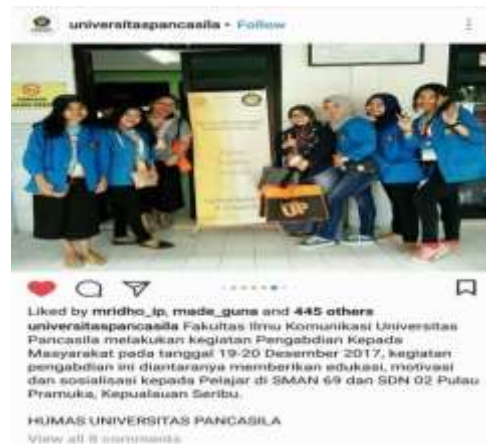 universitaspancasila • Follow
UP
Liked by mridho_ip, made_guna and 445 others
universitaspancasila Fakultas Ilmu Komunikasi Universitas
Pancasila melakukan kegiatan Pengabdian Kepada
Masyarakat pada tanggal 19-20 Desember 2017, kegiatan
pengabdian ini diantaranya memberikan edukasi, motivasi
dan sosialisasi kepada Pelajar di SMAN 69 dan SDN 02 Pulau
Pramuka, Kepualauan Seribu.
HUMAS UNIVERSITAS PANCASILA
View all 8 comments